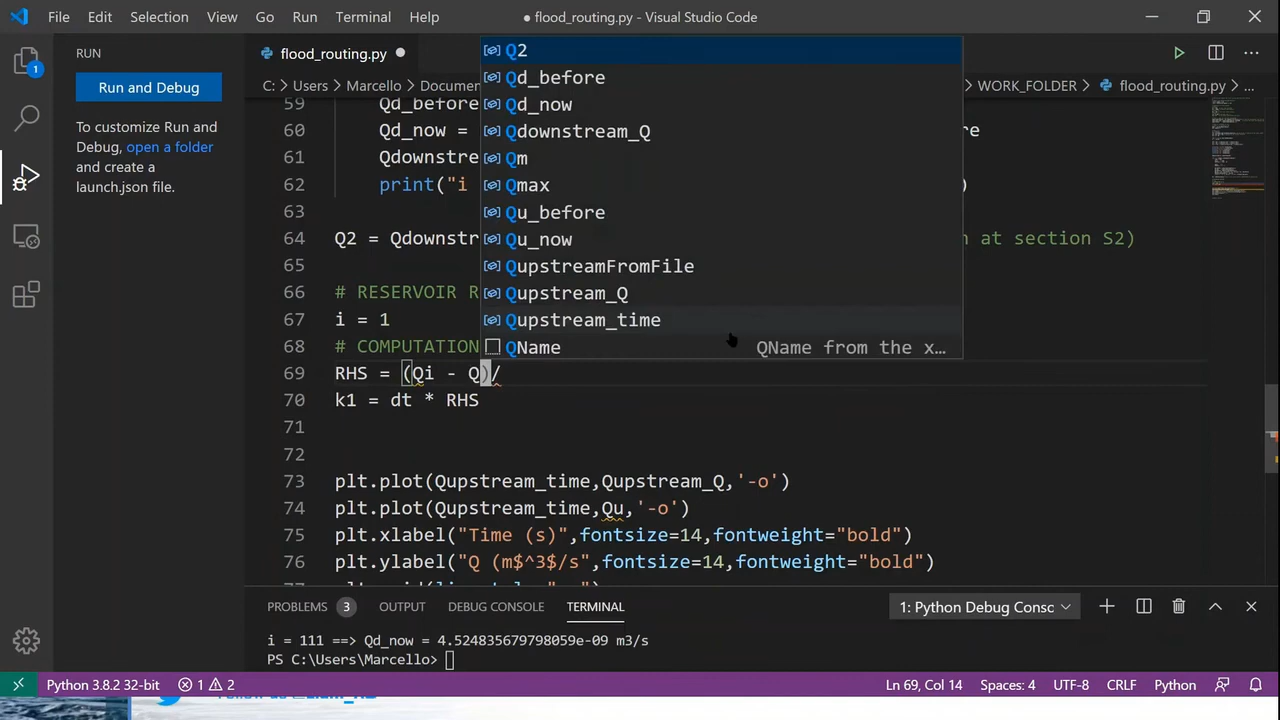 File Edit Selection View Go Run Terminal Help
● flood_routing.py - Visual Studio Code
RUN
Run and Debug
To customize Run and
Debug, open a folder
and create a
launch.json file.
1
flood_routing.py ●
C: > Users > Marcello > Documen
> WORK_FOLDER > flood_routing.py > ...
59 Qd_before
60 Qd_now = e
61 Qdownstre
62 print("i )
63
64 Q2 = Qdownstr n at section S2)
65
66 # RESERVOIR R
67 i = 1
68 # COMPUTATION
69 RHS = (Qi - Q)/
70 k1 = dt * RHS
71
72
73 plt.plot(Qupstream_time,Qupstream_Q,'-o')
74 plt.plot(Qupstream_time,Qu,'-o')
75 plt.xlabel("Time (s)",fontsize=14,fontweight="bold")
76 plt.ylabel("Q (m$^3$/s",fontsize=14,fontweight="bold")
Q2
Qd_before
Qd_now
Qdownstream_Q
Qm
Qmax
Qu_before
Qu_now
QupstreamFromFile
Qupstream_Q
Qupstream_time
QName QName from the x…
PROBLEMS 3 OUTPUT DEBUG CONSOLE TERMINAL
1: Python Debug Consc
i = 111 ==> Qd_now = 4.524835679798059e-09 m3/s
PS C:\Users\Marcello>
Python 3.8.2 32-bit 1 2
Ln 69, Col 14 Spaces: 4 UTF-8 CRLF Python